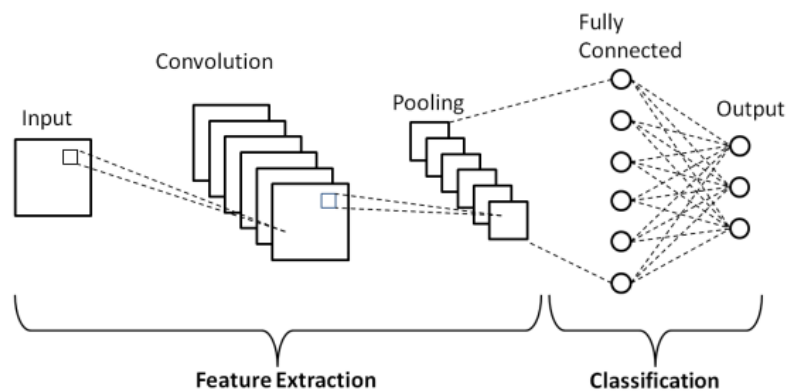 Input
Convolution
Pooling
Fully
Connected
Output
Feature Extraction
Classification